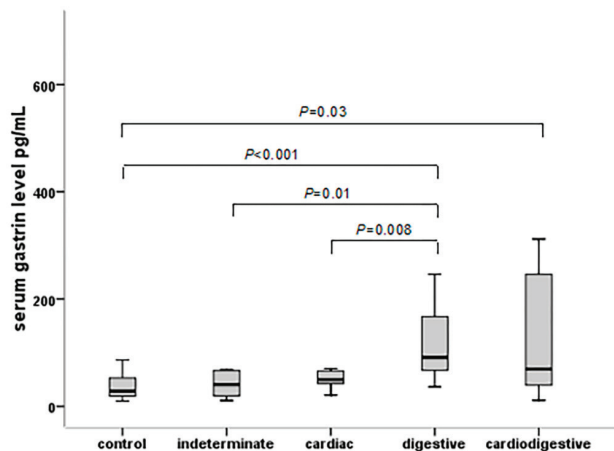 serum gastrin level pg/mL
600
400
200
0
P=0.03
P<0.001
P=0.01
P=0.008
control indeterminate cardiac digestive cardiodigestive